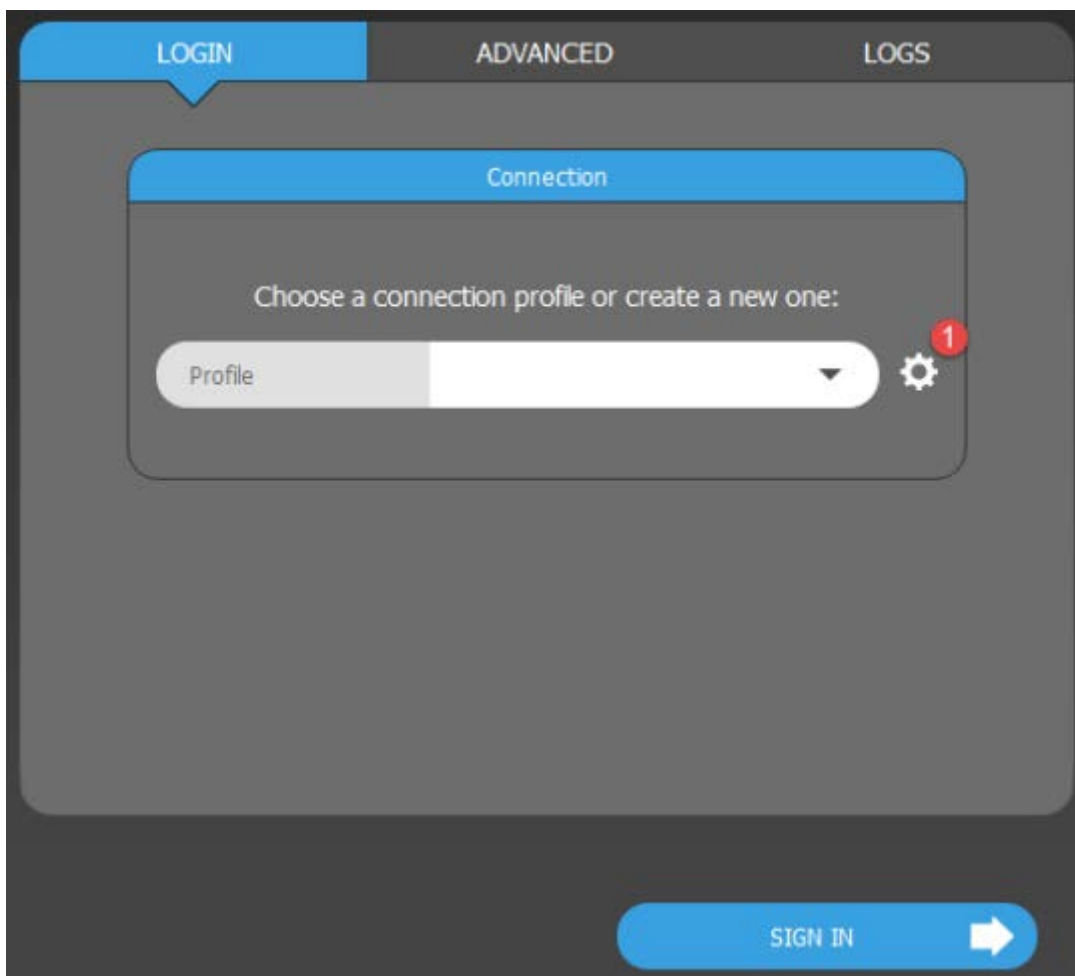 LOGIN ADVANCED LOGS
Connection
Choose a connection profile or create a new one:
1
Profile
SIGN IN